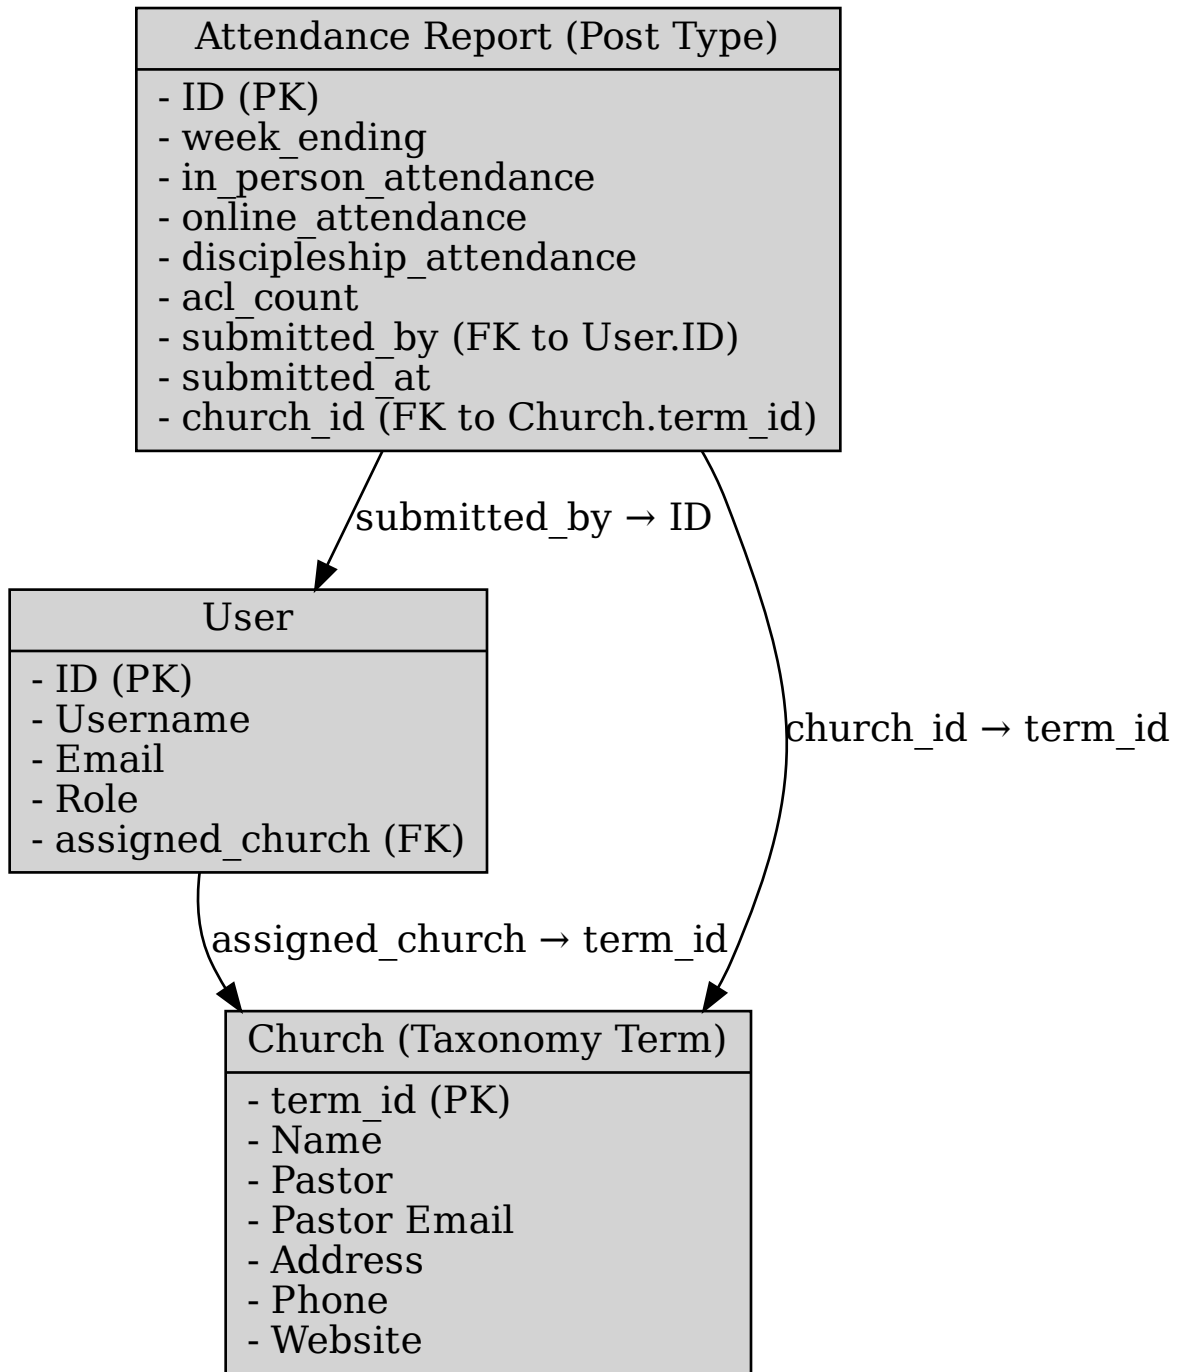 Attendance Report (Post Type)
- ID (PK)
- week_ending
- in_person_attendance
- online_attendance
- discipleship_attendance
- acl_count
- submitted_by (FK to User.ID)
- submitted_at
- church_id (FK to Church.term_id)
submitted_by → ID
User
- ID (PK)
- Username
- Email
- Role
- assigned_church (FK)
church_id → term_id
assigned_church → term_id
Church (Taxonomy Term)
- term_id (PK)
- Name
- Pastor
- Pastor Email
- Address
- Phone
- Website